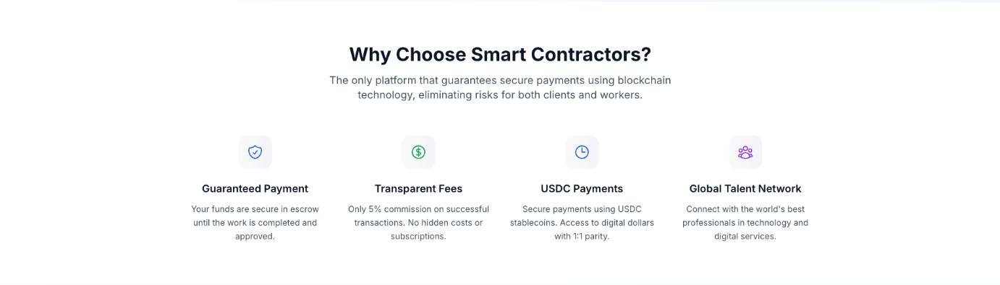 Why Choose Smart Contractors?
The only platform that guarantees secure payments using blockchain
technology, eliminating risks for both clients and workers.
Guaranteed Payment
Your funds are secure in escrow
until the work is completed and
approved.
Transparent Fees
Only 5% commission on successful
transactions. No hidden costs or
subscriptions.
USDC Payments
Secure payments using USDC
stablecoins. Access to digital dollars
with 1:1 parity.
Global Talent Network
Connect with the world's best
professionals in technology and
digital services.